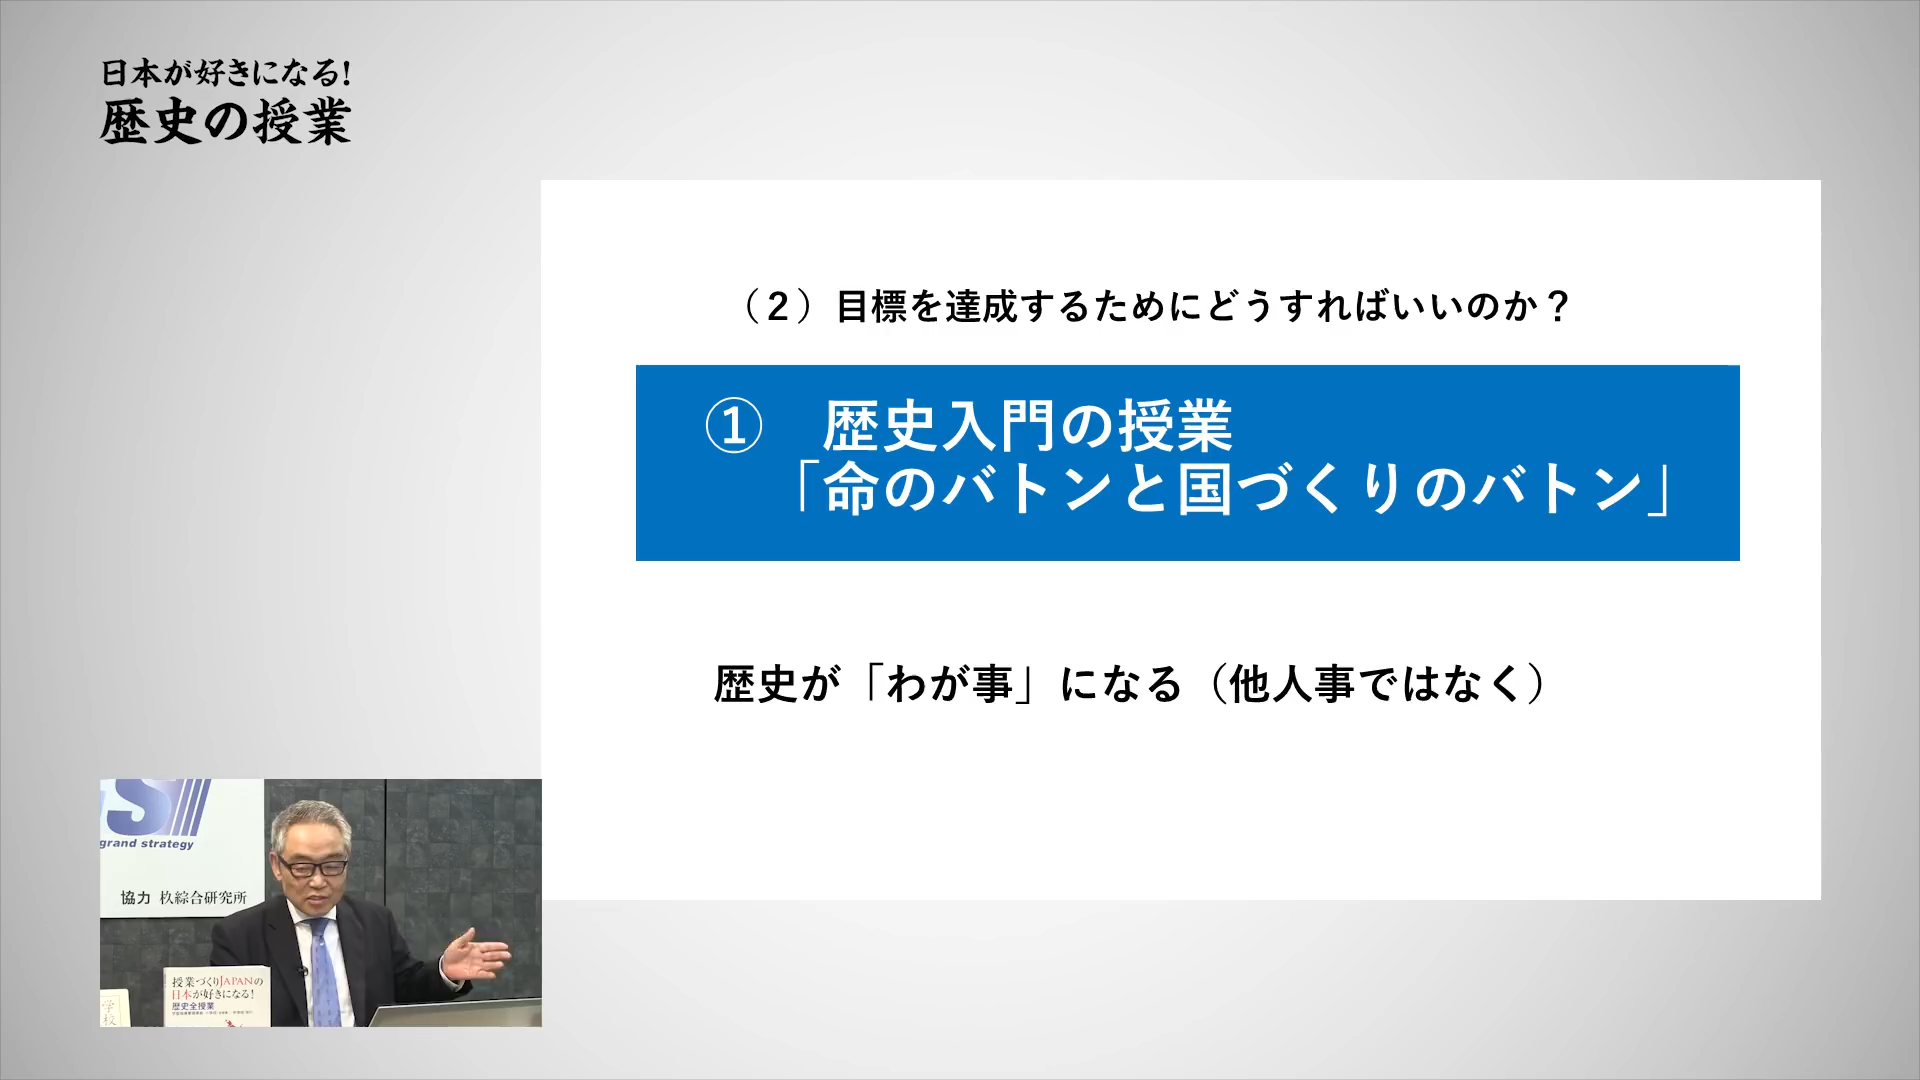 日本が好きになる!
歴史の授業
（２）目標を達成するためにどうすればいいのか？
①　歴史入門の授業
「命のバトンと国づくりのバトン」
歴史が「わが事」になる（他人事ではなく）
grand strategy
協力 杦綜合研究所
授業づくりJAPANの
日本が好きになる!
歴史全授業
学校